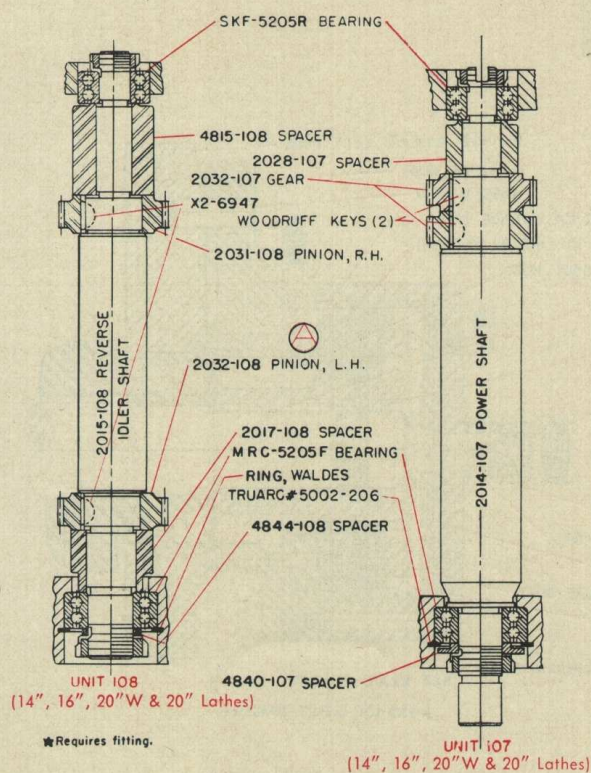 SKF-5205R BEARING
4815-108 SPACER
2028-107 SPACER
2032-107 GEAR
X2-6947
WOODRUFF KEYS (2)
2031-108 PINION, R.H.
2015-108 REVERSE
IDLER SHAFT
A
2032-108 PINION, L.H.
2014-107 POWER SHAFT
2017-108 SPACER
MRC-5205F BEARING
RING, WALDES
TRUARC#5002-206
4844-108 SPACER
4840-107 SPACER
UNIT 108
(14", 16", 20"W & 20" Lathes)
★Requires fitting.
UNIT 107
(14", 16", 20"W & 20" Lathes)